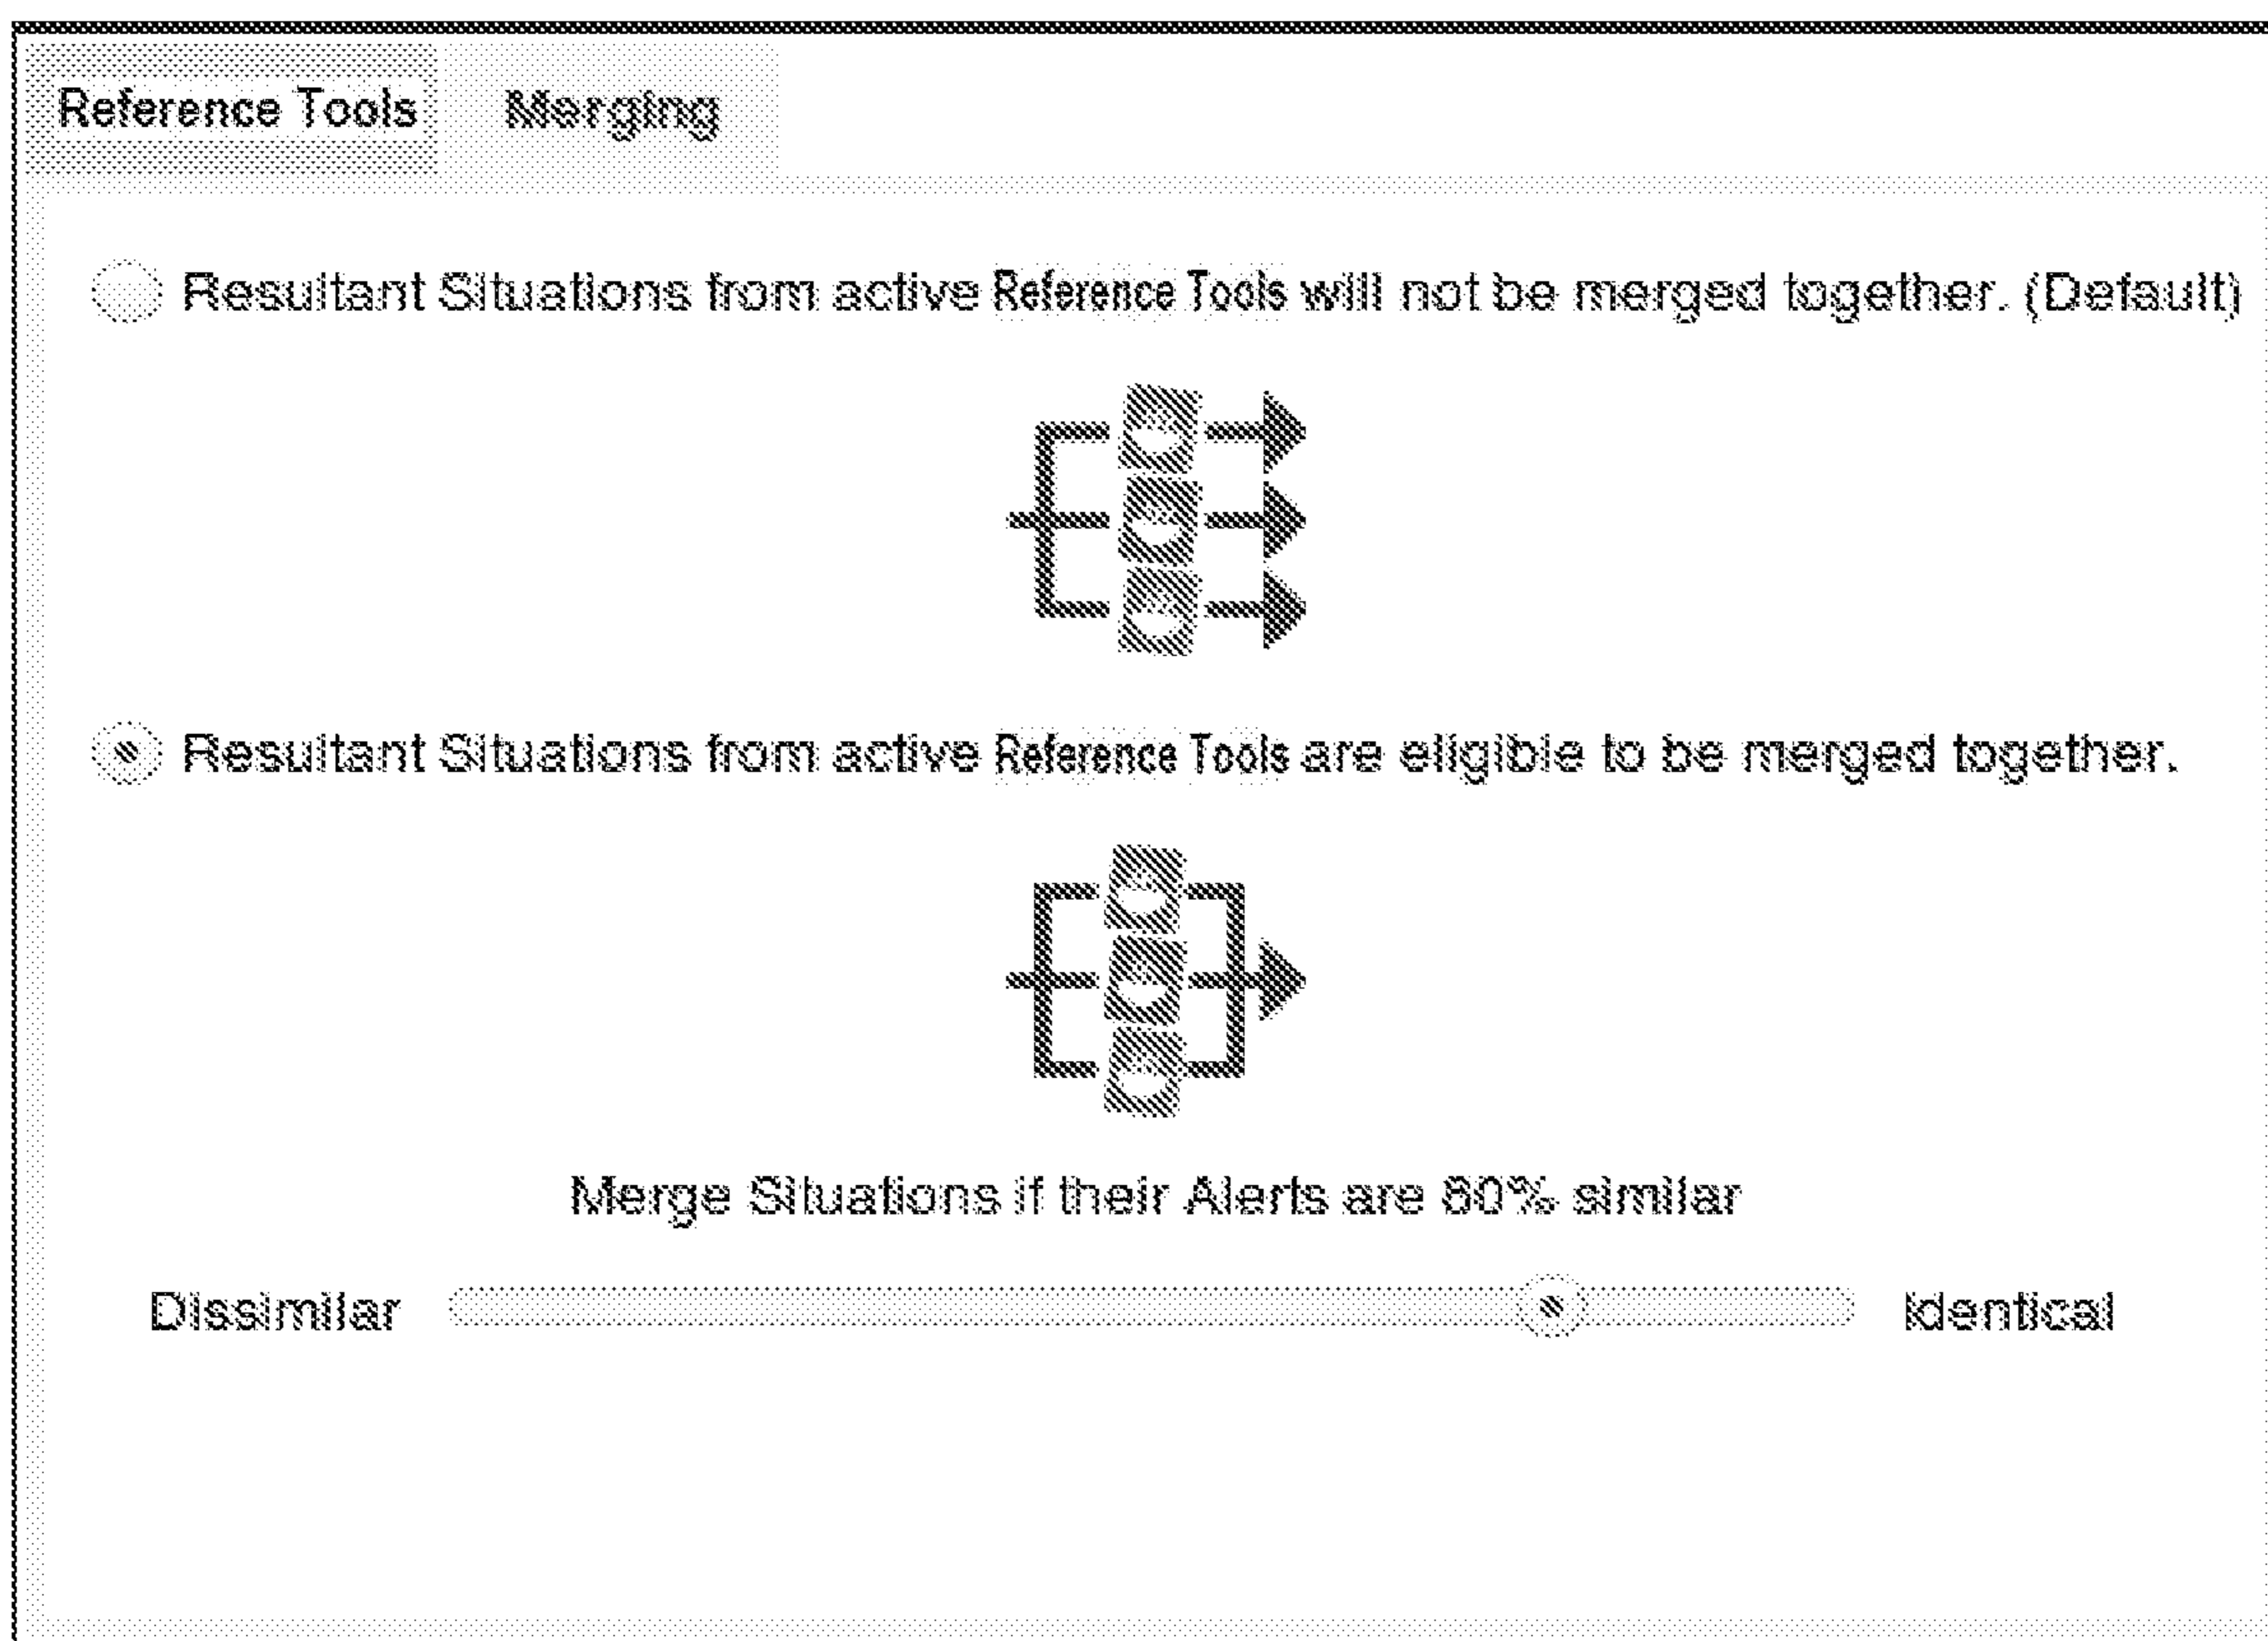 Reference Tools Merging
Resultant Situations from active Reference Tools will not be merged together. (Default)
Resultant Situations from active Reference Tools are eligible to be merged together.
Merge Situations if their Alerts are 80% similar
Dissimilar Identical